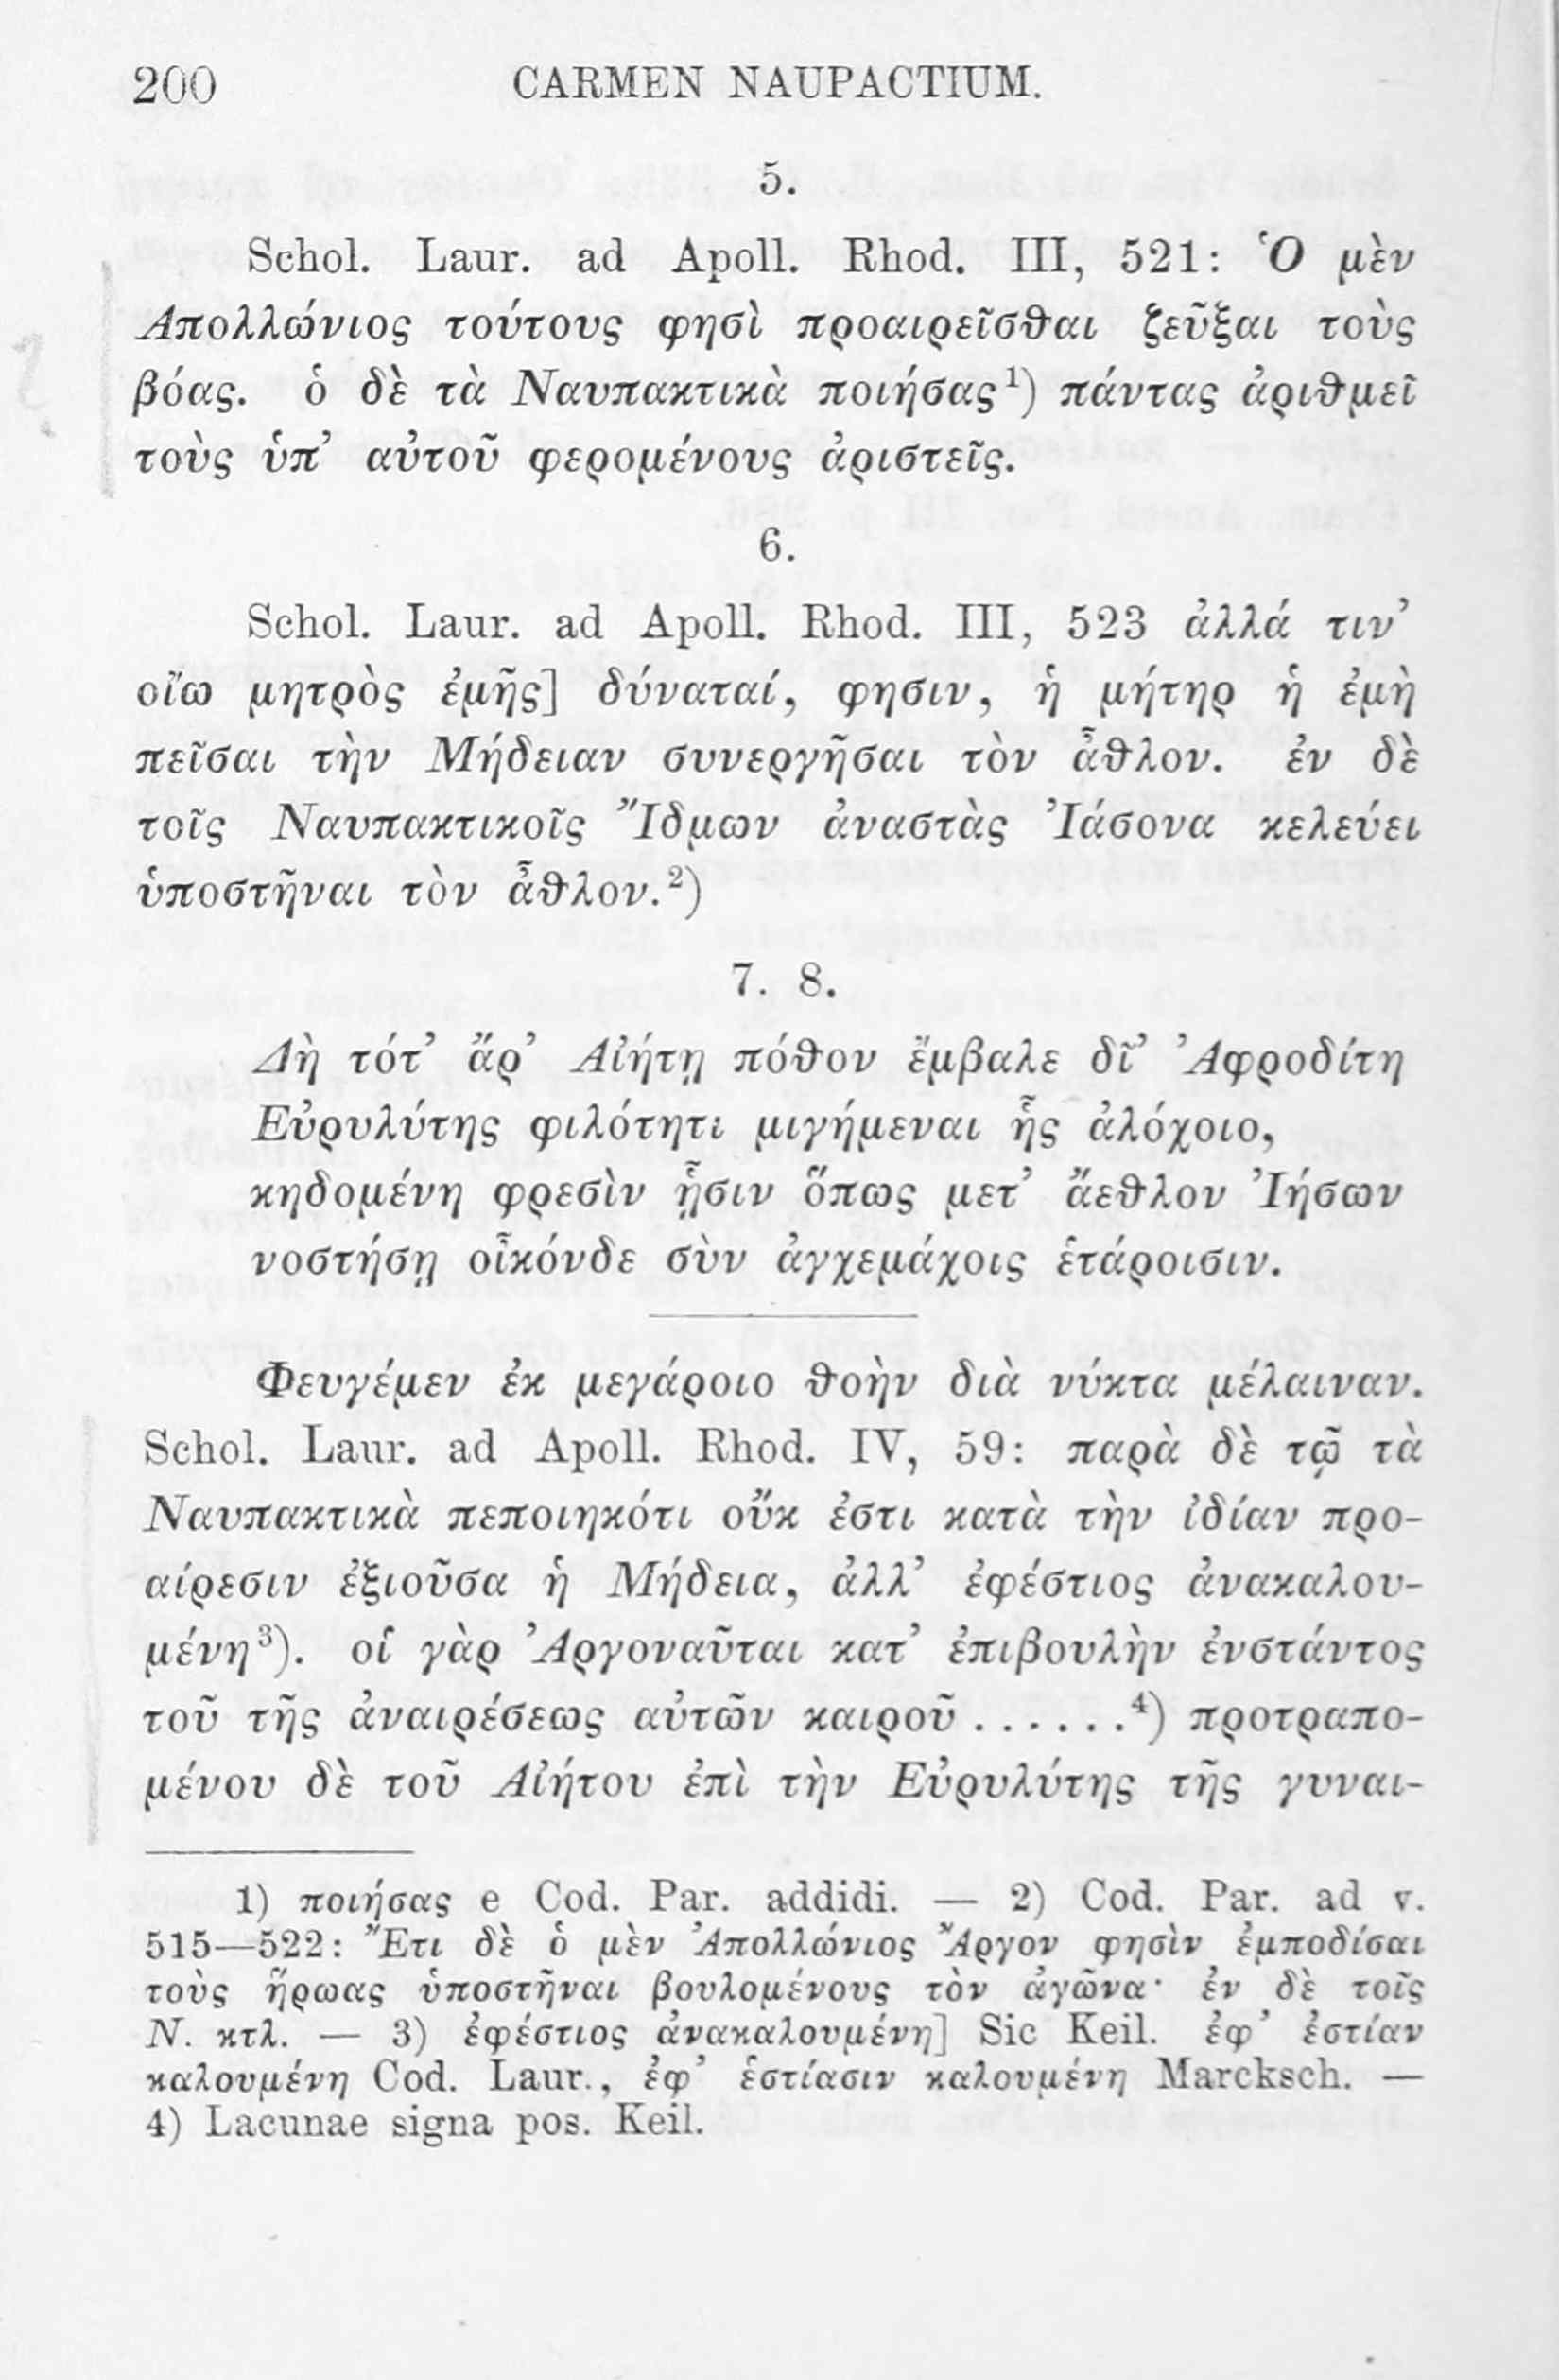 200 CARMEN NAUPACTIUM.
5.
Schol. Laur. ad Apoll. Rhod. III, 521: Ὁ μὲν
Ἀπολλώνιος τούτους φησὶ προαιρεῖσθαι ζεῦξαι τοὺς
βόας. ὁ δὲ τὰ Ναυπακτικὰ ποιήσας¹) πάντας ἀριθμεῖ
τοὺς ὑπ’ αὐτοῦ φερομένους ἀριστεῖς.
6.
Schol. Laur. ad Apoll. Rhod. III, 523 ἀλλά τιν’
οἴω μητρὸς ἐμῆς] δύναταί, φησιν, ἡ μήτηρ ἡ ἐμὴ
πεῖσαι τὴν Μήδειαν συνεργῆσαι τὸν ἆθλον. ἐν δὲ
τοῖς Ναυπακτικοῖς Ἴδμων ἀναστὰς Ἰάσονα κελεύει
ὑποστῆναι τὸν ἆθλον.²)
7. 8.
Δὴ τότ’ ἄρ’ Αἰήτῃ πόθον ἔμβαλε δῖ’ Ἀφροδίτη
Εὐρυλύτης φιλότητι μιγήμεναι ἧς ἀλόχοιο,
κηδομένη φρεσὶν ᾗσιν ὅπως μετ’ ἄεθλον Ἰήσων
νοστήσῃ οἶκόνδε σὺν ἀγχεμάχοις ἑτάροισιν.
Φευγέμεν ἐκ μεγάροιο θοὴν διὰ νύκτα μέλαιναν.
Schol. Laur. ad Apoll. Rhod. IV, 59: παρὰ δὲ τῷ τὰ
Ναυπακτικὰ πεποιηκότι οὔκ ἐστι κατὰ τὴν ἰδίαν προ-
αίρεσιν ἐξιοῦσα ἡ Μήδεια, ἀλλ’ ἐφέστιος ἀνακαλου-
μένη³). οἱ γὰρ Ἀργοναῦται κατ’ ἐπιβουλὴν ἐνστάντος
τοῦ τῆς ἀναιρέσεως αὐτῶν καιροῦ . . . . . .⁴) προτραπο-
μένου δὲ τοῦ Αἰήτου ἐπὶ τὴν Εὐρυλύτης τῆς γυναι-
1) ποιήσας e Cod. Par. addidi. — 2) Cod. Par. ad v.
515—522: Ἔτι δὲ ὁ μὲν Ἀπολλώνιος Ἄργον φησὶν ἐμποδίσαι
τοὺς ἥρωας ὑποστῆναι βουλομένους τὸν ἀγῶνα· ἐν δὲ τοῖς
Ν. κτλ. — 3) ἐφέστιος ἀνακαλουμένη] Sic Keil. ἐφ’ ἑστίαν
καλουμένη Cod. Laur., ἐφ’ ἑστίασιν καλουμένη Marcksch. —
4) Lacunae signa pos. Keil.